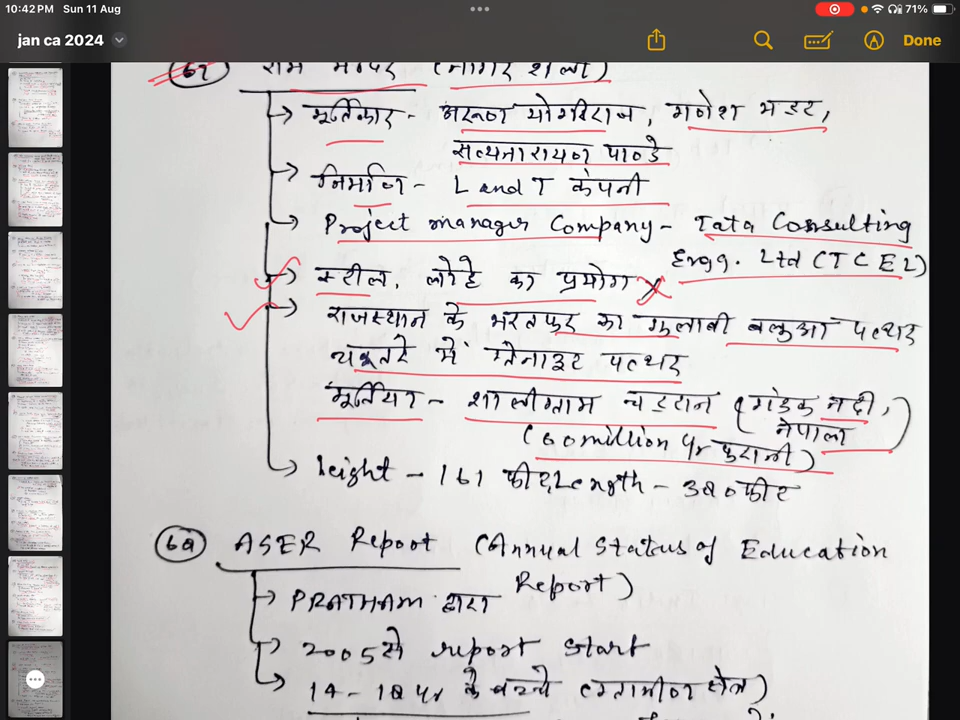 10:42 PM Sun 11 Aug
71%
jan ca 2024
Done
67 राम मन्दिर (नागर शैली)
मूर्तिकार - अरूण योगीराज, गणेश भट्ट,
सत्यनारायण पाण्डे
निर्माण - L and T कंपनी
Project manager Company - Tata Consulting
Engg. Ltd (TCEL)
स्टील, लोहे का प्रयोग X
राजस्थान के भरतपुर का गुलाबी बलुआ पत्थर
चबूतरे में ग्रेनाइट पत्थर
मूर्तिया - शालीग्राम चट्टान (गंडक नदी,
नेपाल)
(60 million yr पुरानी)
height - 161 फीट, Length - 380 फीट
68 ASER Report (Annual Status of Education
Report)
PRATHAM द्वारा
2005 से report start
14 - 18 yr के बच्चे (ग्रामीण क्षेत्र)